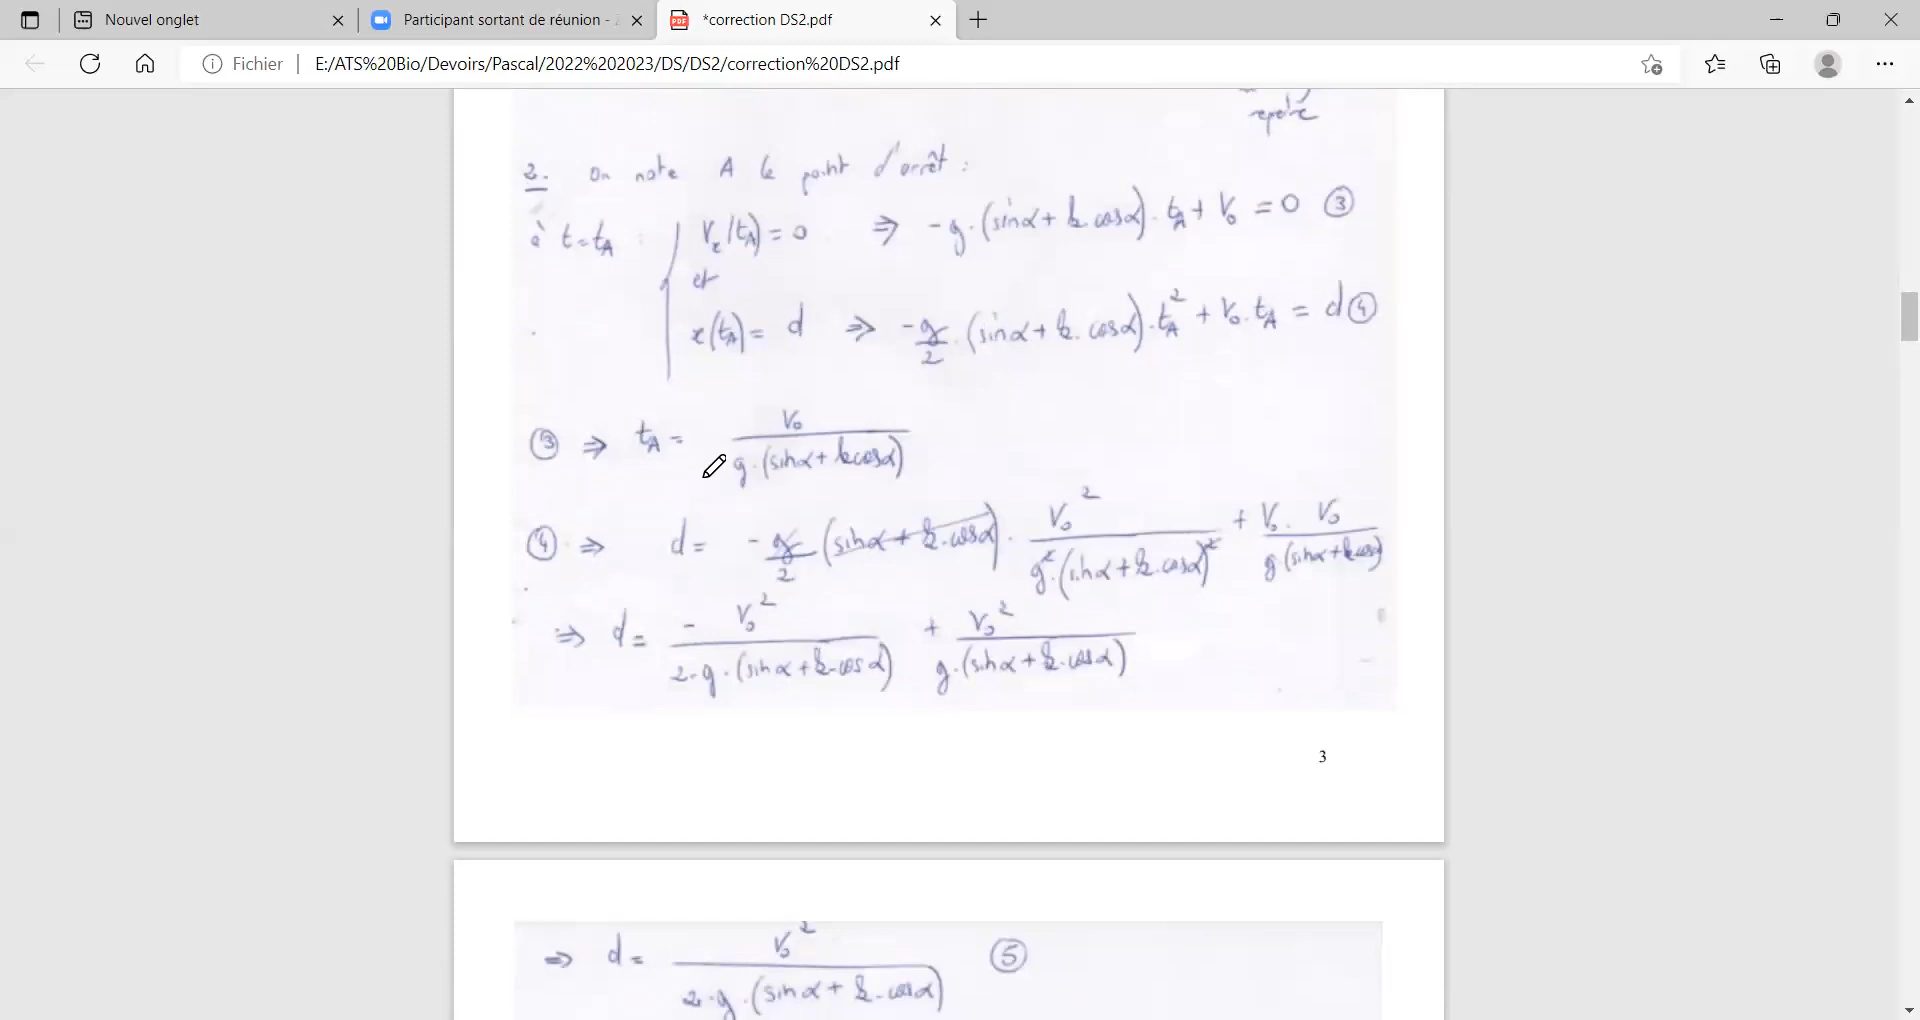 Nouvel onglet
Participant sortant de réunion -
*correction DS2.pdf
Fichier
E:/ATS%20Bio/Devoirs/Pascal/2022%202023/DS/DS2/correction%20DS2.pdf
repère
2. On note A le point d'arrêt :
à t=tA : Vx(tA) = 0 ⇒ -g.(sinα + k cosα).tA + V₀ = 0 ③
et
x(tA) = d ⇒ -g/2.(sinα + k.cosα).tA² + V₀.tA = d ④
③ ⇒ tA = V₀ / g.(sinα + k cosα)
④ ⇒ d = -g/2 (sinα + k.cosα). V₀² / g².(sinα + k.cosα)² + V₀. V₀ / g (sinα + k cosα)
⇒ d = - V₀² / 2.g.(sinα + k.cosα) + V₀² / g.(sinα + k.cosα)
3
⇒ d = V₀² / 2.g.(sinα + k.cosα) ⑤